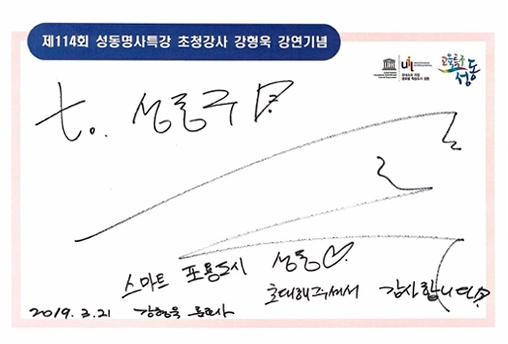 제114회 성동명사특강 초청강사 강형욱 강연기념
to. 성동구
스마트 포용도시 성동♡
초대해주셔서 감사합니다!
2019. 3. 21 강형욱 훈련사
교육특구
성동